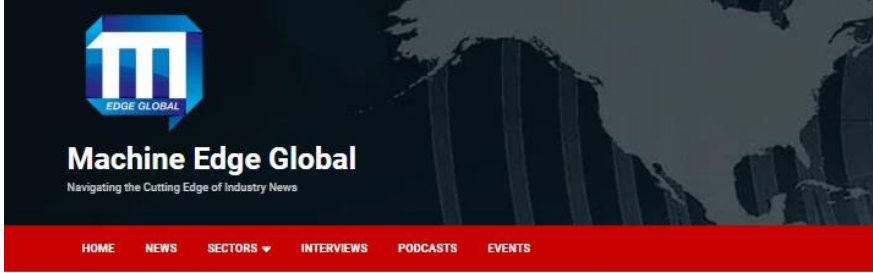 M
EDGE GLOBAL
Machine Edge Global
Navigating the Cutting Edge of Industry News
HOME NEWS SECTORS INTERVIEWS PODCASTS EVENTS